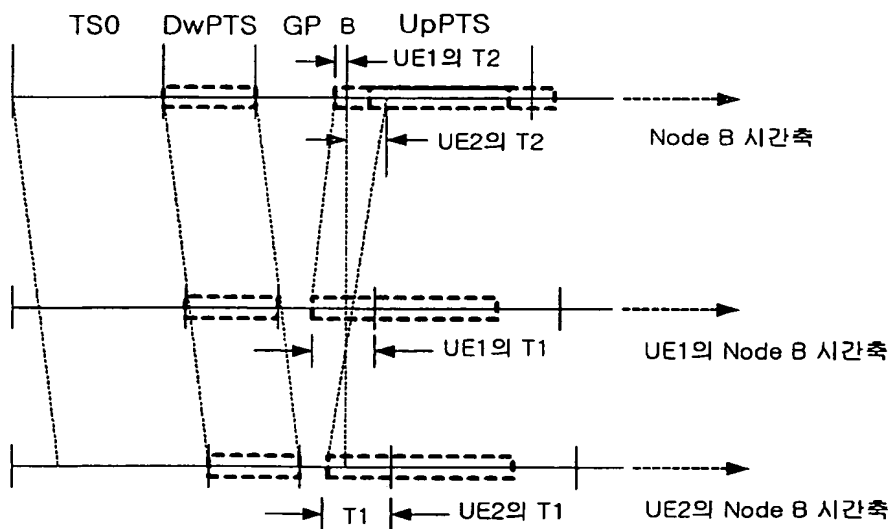 TS0 DwPTS GP B UpPTS
UE1의 T2
UE2의 T2
Node B 시간축
UE1의 T1
UE1의 Node B 시간축
T1
UE2의 T1
UE2의 Node B 시간축